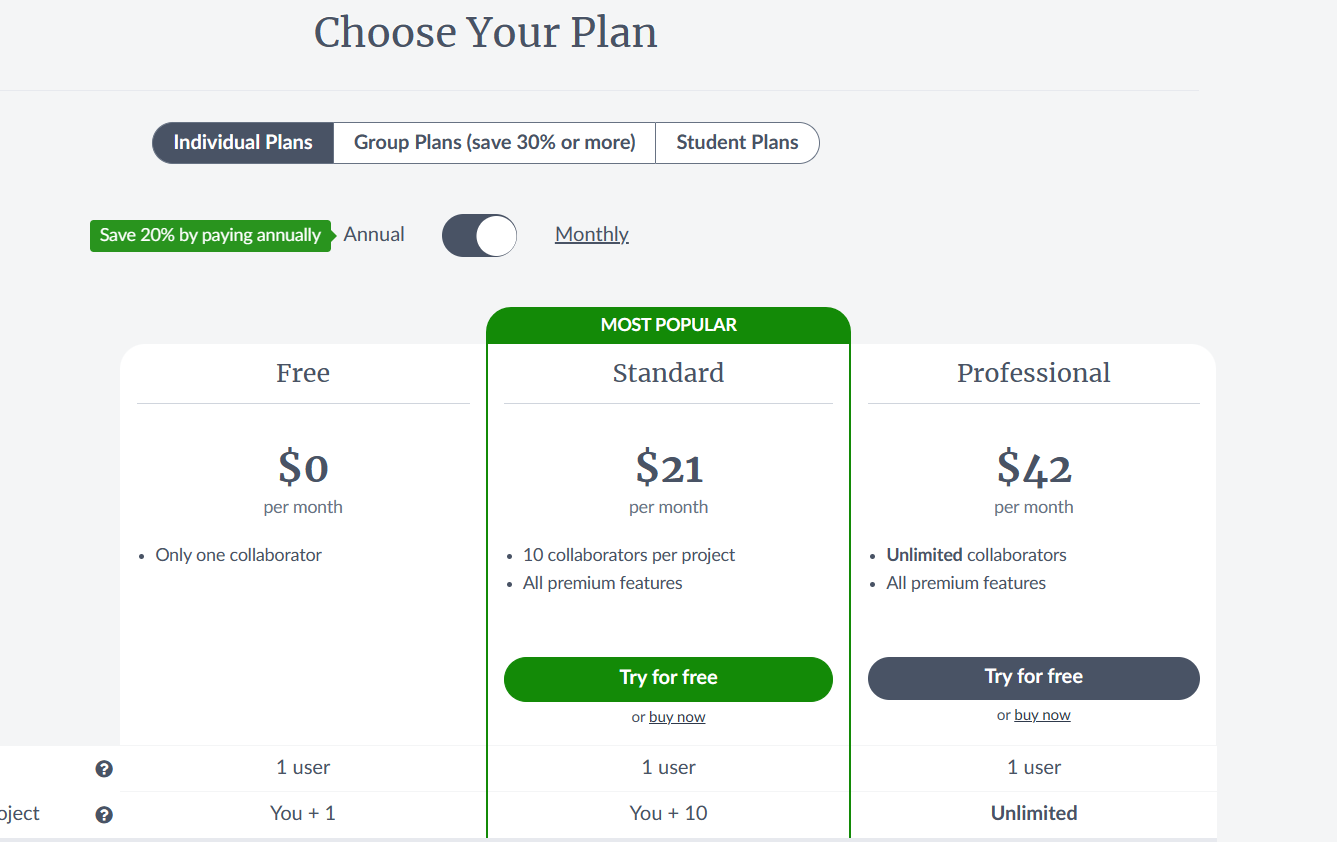 Choose Your Plan
Individual Plans
Group Plans (save 30% or more)
Student Plans
Save 20% by paying annually
Annual
Monthly
MOST POPULAR
Free
Standard
Professional
$0
$21
$42
per month
per month
per month
• Only one collaborator
• 10 collaborators per project
• Unlimited collaborators
• All premium features
• All premium features
Try for free
Try for free
or buy now
or buy now
? 1 user 1 user 1 user
oject ? You + 1 You + 10 Unlimited